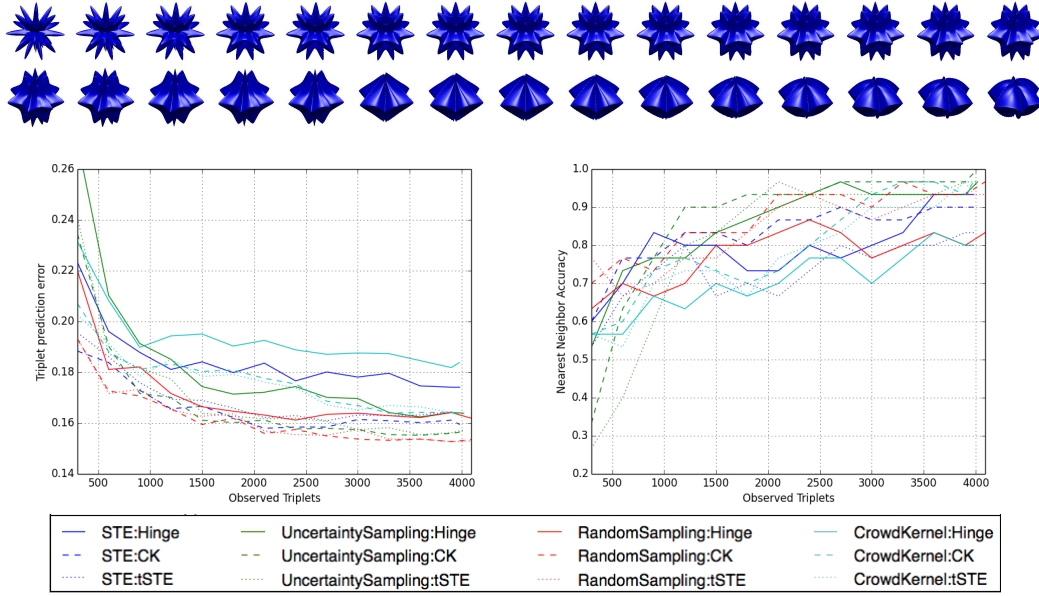 0.26
0.24
0.22
0.20
0.18
0.16
0.14
Triplet prediction error
500 1000 1500 2000 2500 3000 3500 4000
Observed Triplets
1.0
0.9
0.8
0.7
0.6
0.5
0.4
0.3
0.2
Nearest Neighbor Accuracy
500 1000 1500 2000 2500 3000 3500 4000
Observed Triplets
STE:Hinge UncertaintySampling:Hinge RandomSampling:Hinge CrowdKernel:Hinge
STE:CK UncertaintySampling:CK RandomSampling:CK CrowdKernel:CK
STE:tSTE UncertaintySampling:tSTE RandomSampling:tSTE CrowdKernel:tSTE